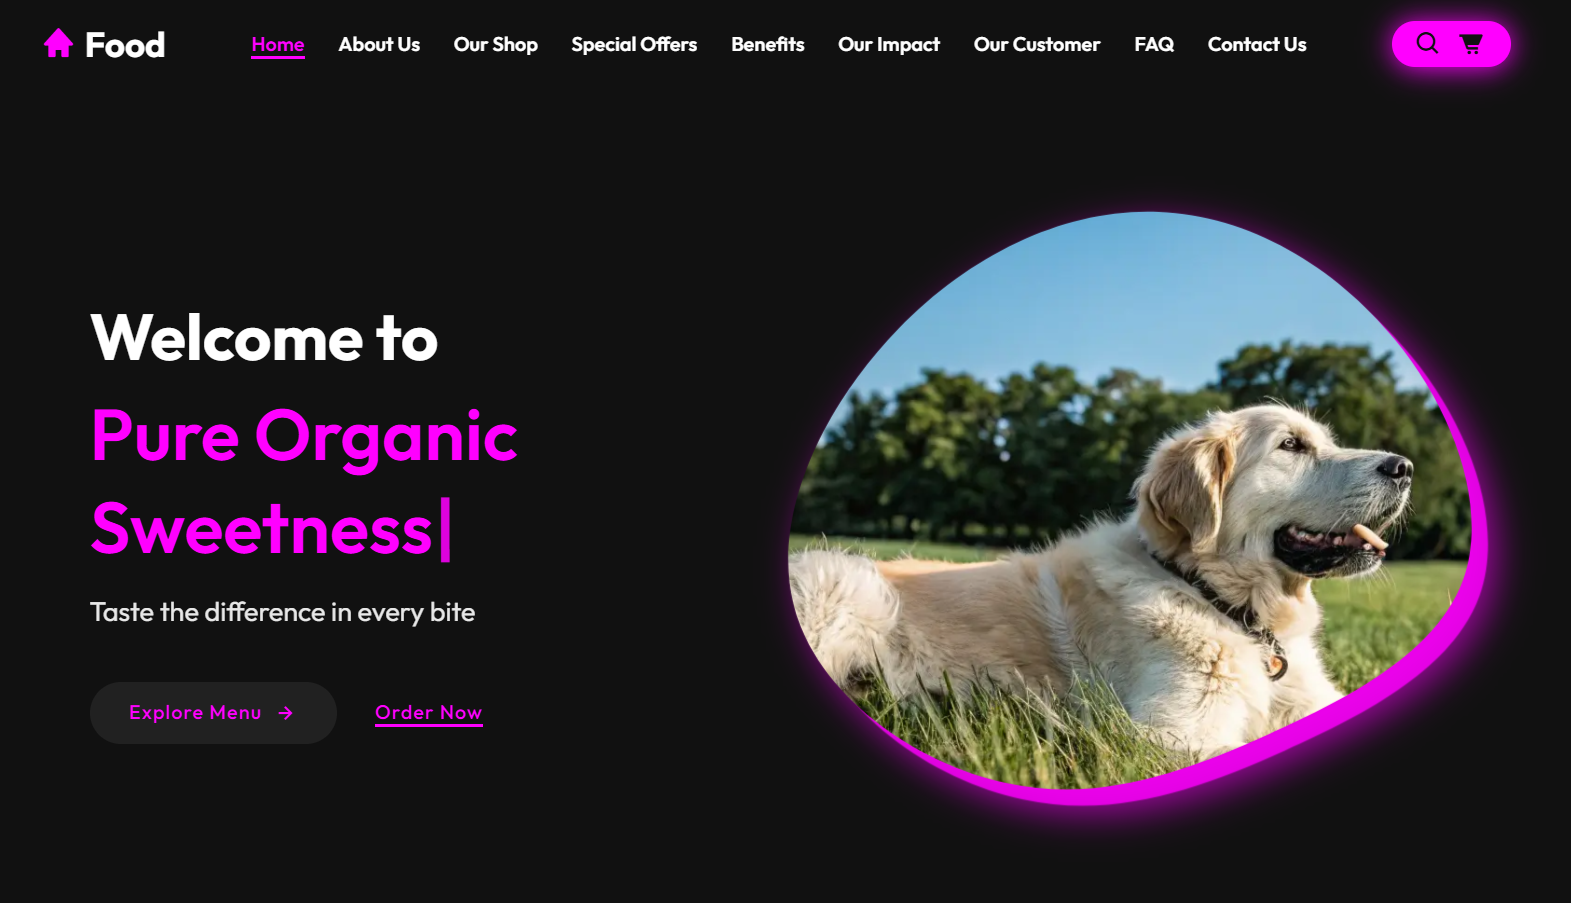 Food
Home About Us Our Shop Special Offers Benefits Our Impact Our Customer FAQ Contact Us
Welcome to
Pure Organic
Sweetness|
Taste the difference in every bite
Explore Menu → Order Now